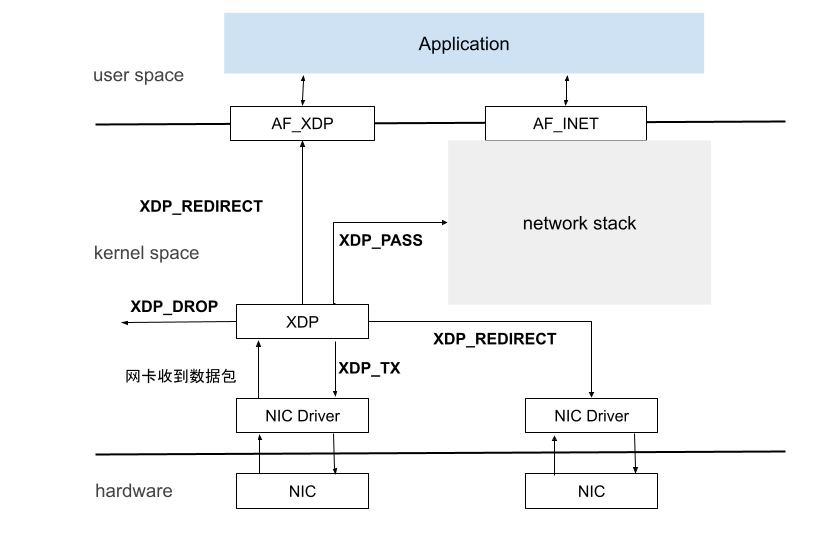 Application
user space
AF_XDP
AF_INET
XDP_REDIRECT
network stack
XDP_PASS
kernel space
XDP_DROP
XDP
XDP_REDIRECT
XDP_TX
网卡收到数据包
NIC Driver
NIC Driver
hardware
NIC
NIC